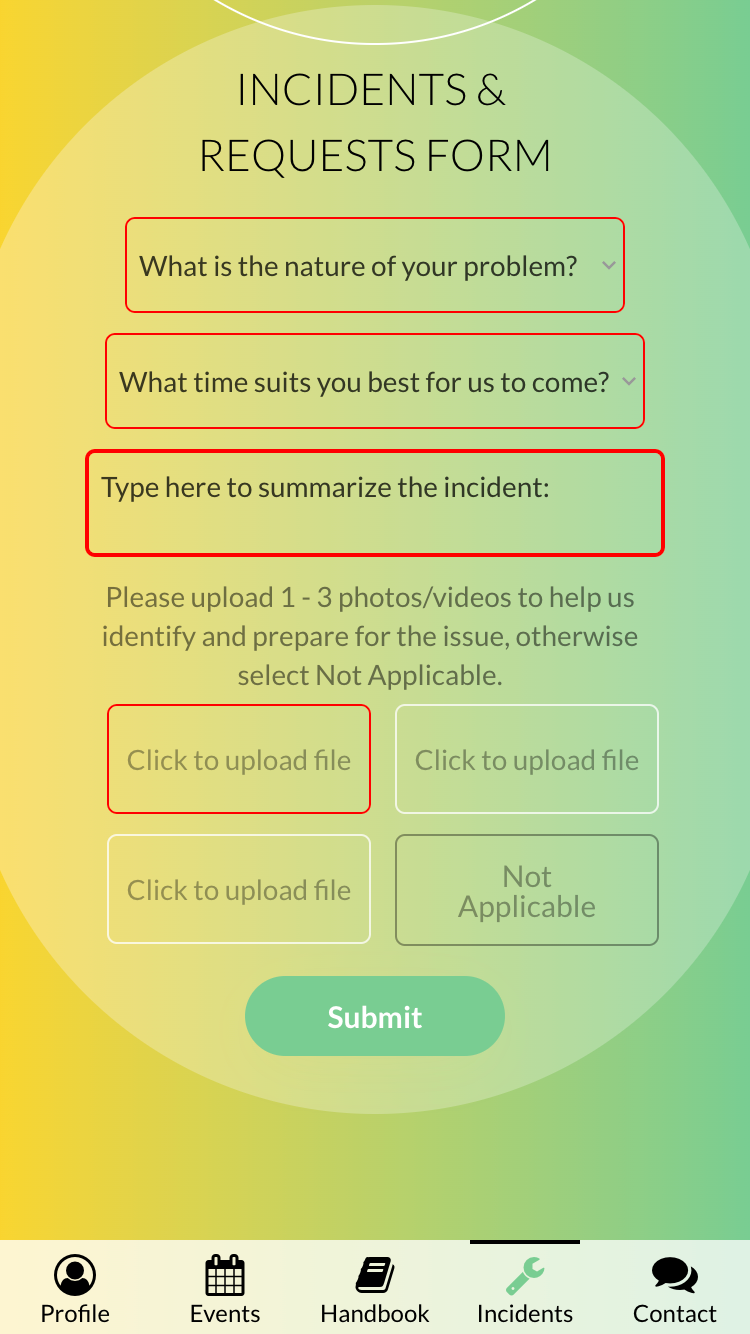 INCIDENTS &
REQUESTS FORM
What is the nature of your problem?
What time suits you best for us to come?
Type here to summarize the incident:
Please upload 1 - 3 photos/videos to help us
identify and prepare for the issue, otherwise
select Not Applicable.
Click to upload file
Click to upload file
Click to upload file
Not
Applicable
Submit
Profile
Events
Handbook
Incidents
Contact